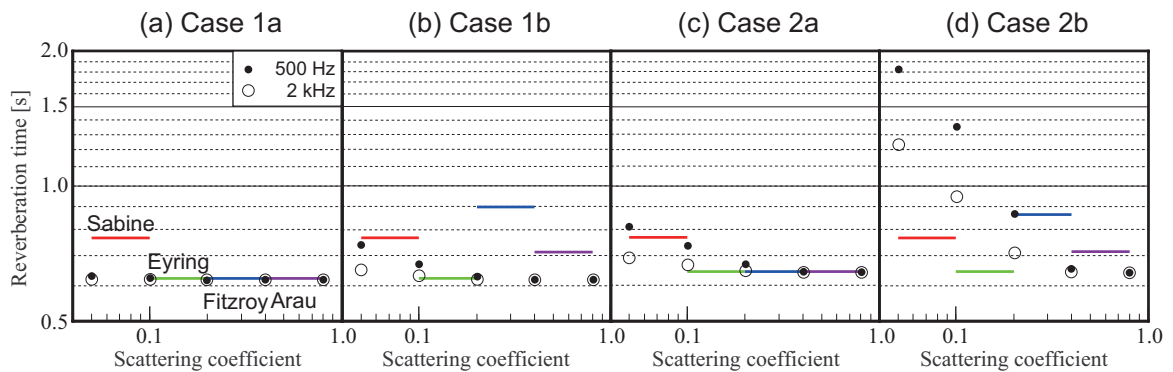 (a) Case 1a (b) Case 1b (c) Case 2a (d) Case 2b
Reverberation time [s]
2.0
1.5
1.0
0.5
500 Hz
2 kHz
Sabine
Eyring
Fitzroy Arau
0.1 1.0 0.1 1.0 0.1 1.0 0.1 1.0
Scattering coefficient Scattering coefficient Scattering coefficient Scattering coefficient